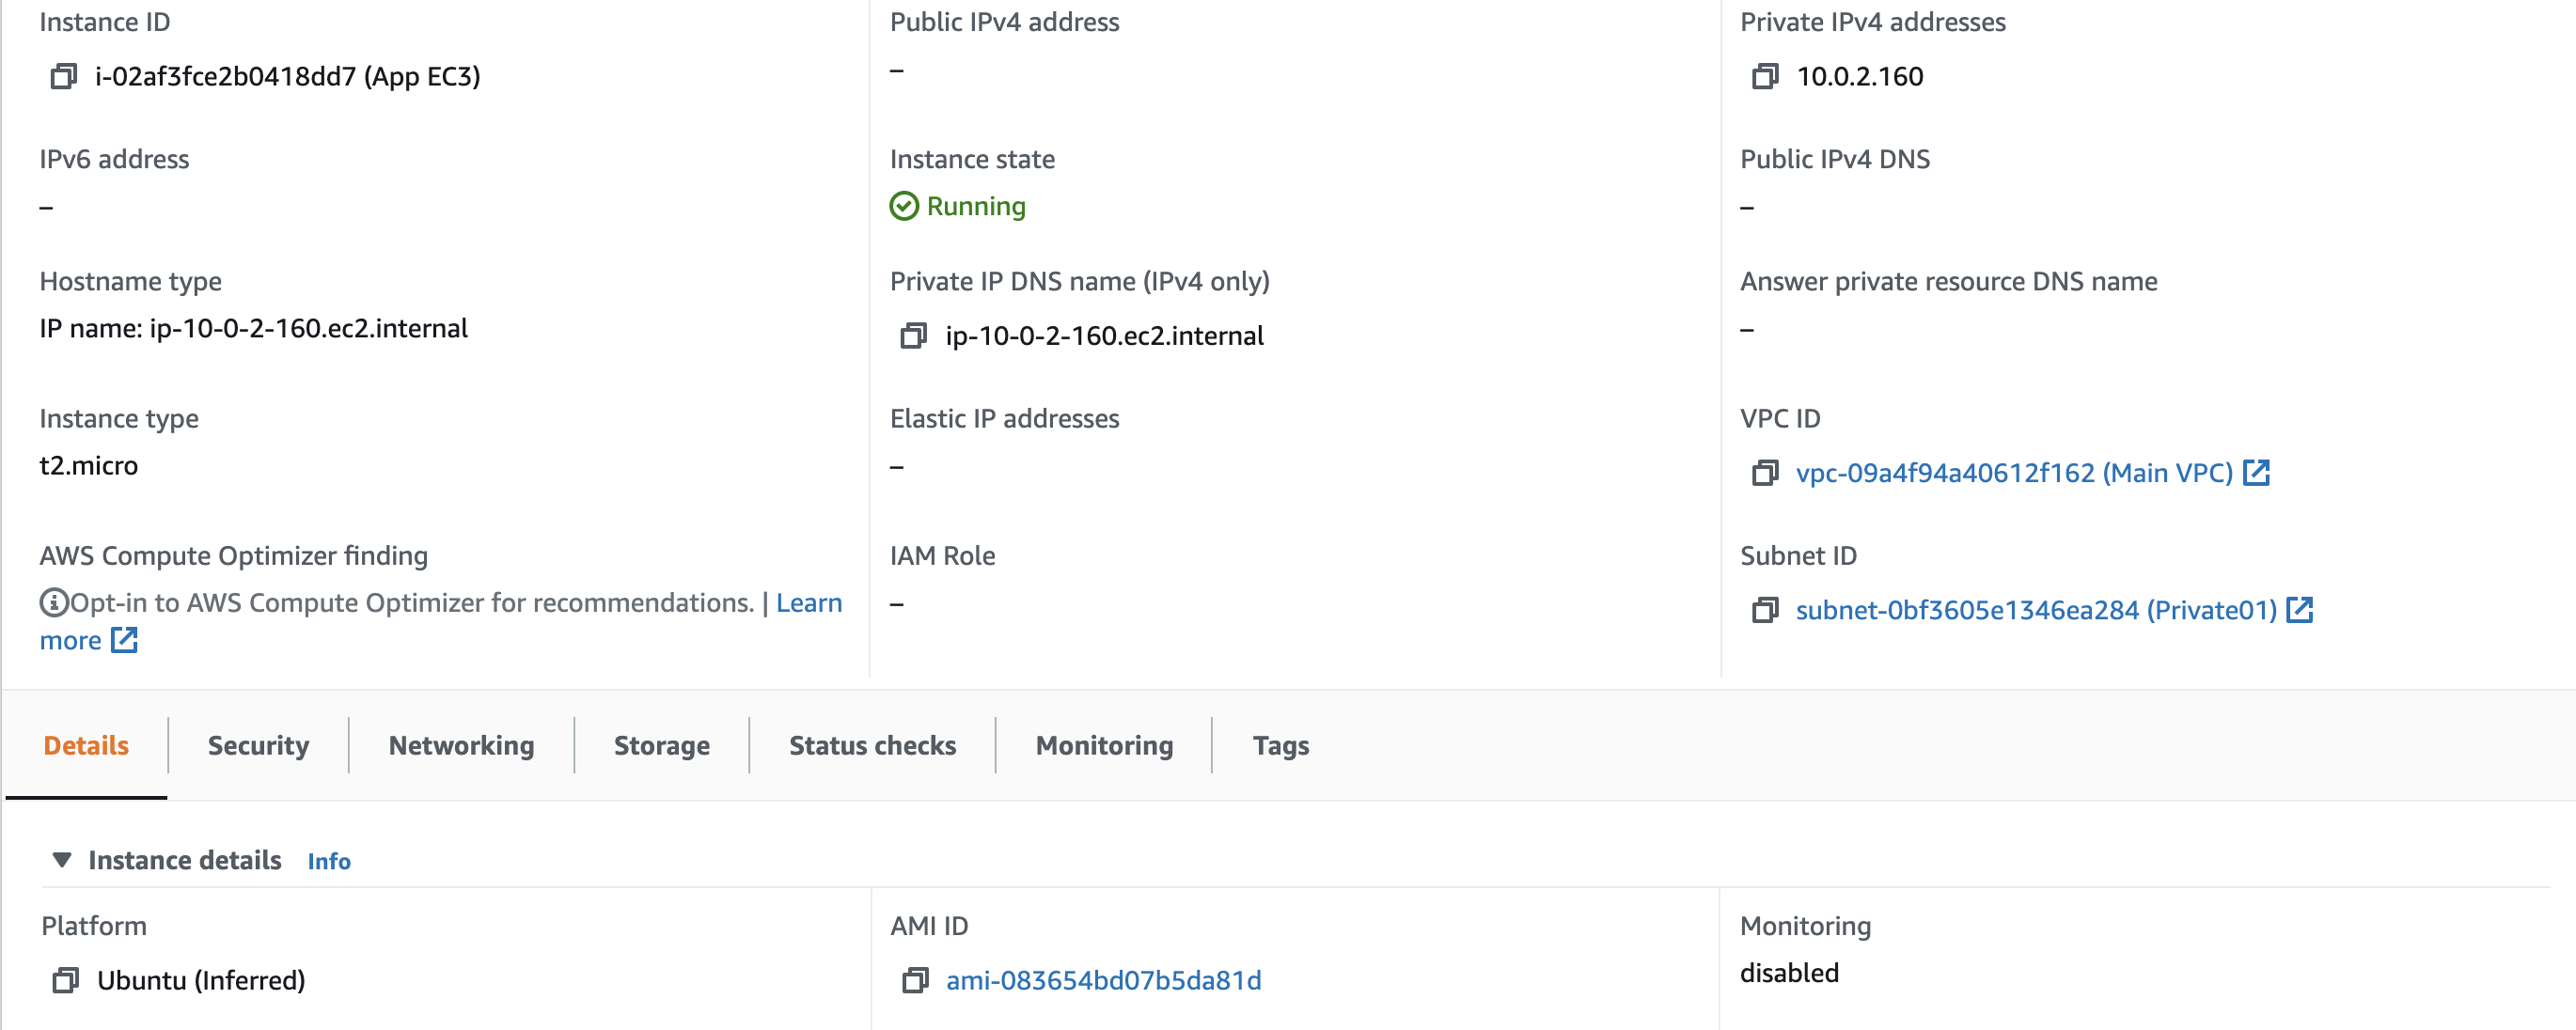 Instance ID
i-02af3fce2b0418dd7 (App EC3)
Public IPv4 address
–
Private IPv4 addresses
10.0.2.160
IPv6 address
–
Instance state
Running
Public IPv4 DNS
–
Hostname type
IP name: ip-10-0-2-160.ec2.internal
Private IP DNS name (IPv4 only)
ip-10-0-2-160.ec2.internal
Answer private resource DNS name
–
Instance type
t2.micro
Elastic IP addresses
–
VPC ID
vpc-09a4f94a40612f162 (Main VPC)
AWS Compute Optimizer finding
Opt-in to AWS Compute Optimizer for recommendations. | Learn
more
IAM Role
–
Subnet ID
subnet-0bf3605e1346ea284 (Private01)
Details
Security
Networking
Storage
Status checks
Monitoring
Tags
Instance details Info
Platform
Ubuntu (Inferred)
AMI ID
ami-083654bd07b5da81d
Monitoring
disabled